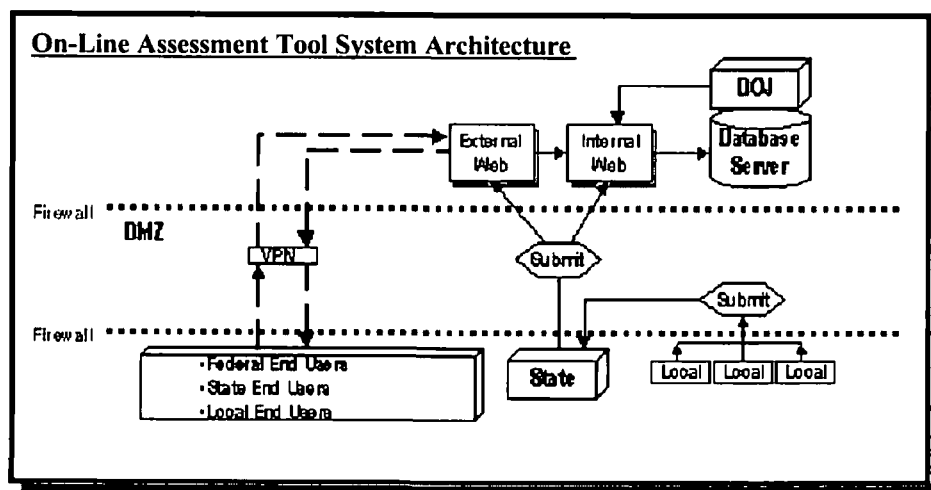 On-Line Assessment Tool System Architecture
DOJ
External
Web
Internal
Web
Database
Server
Firewall
DMZ
VPN
Submit
Submit
Firewall
• Federal End Users
• State End Users
• Local End Users
State
Local
Local
Local